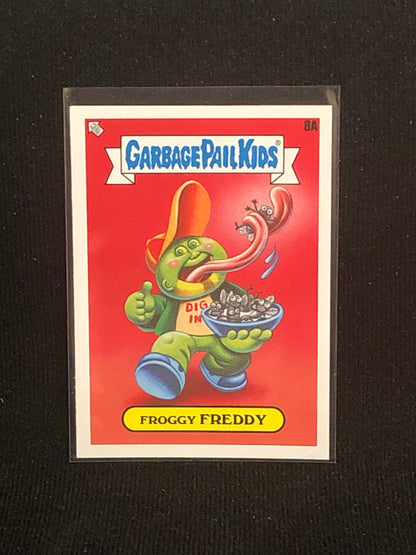 8A
GARBAGE PAIL KIDS®
DIG
IN
FROGGY FREDDY